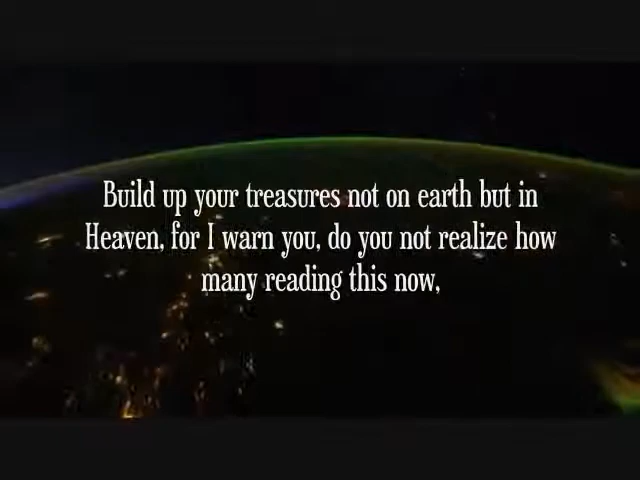 Build up your treasures not on earth but in
Heaven, for I warn you, do you not realize how
many reading this now,